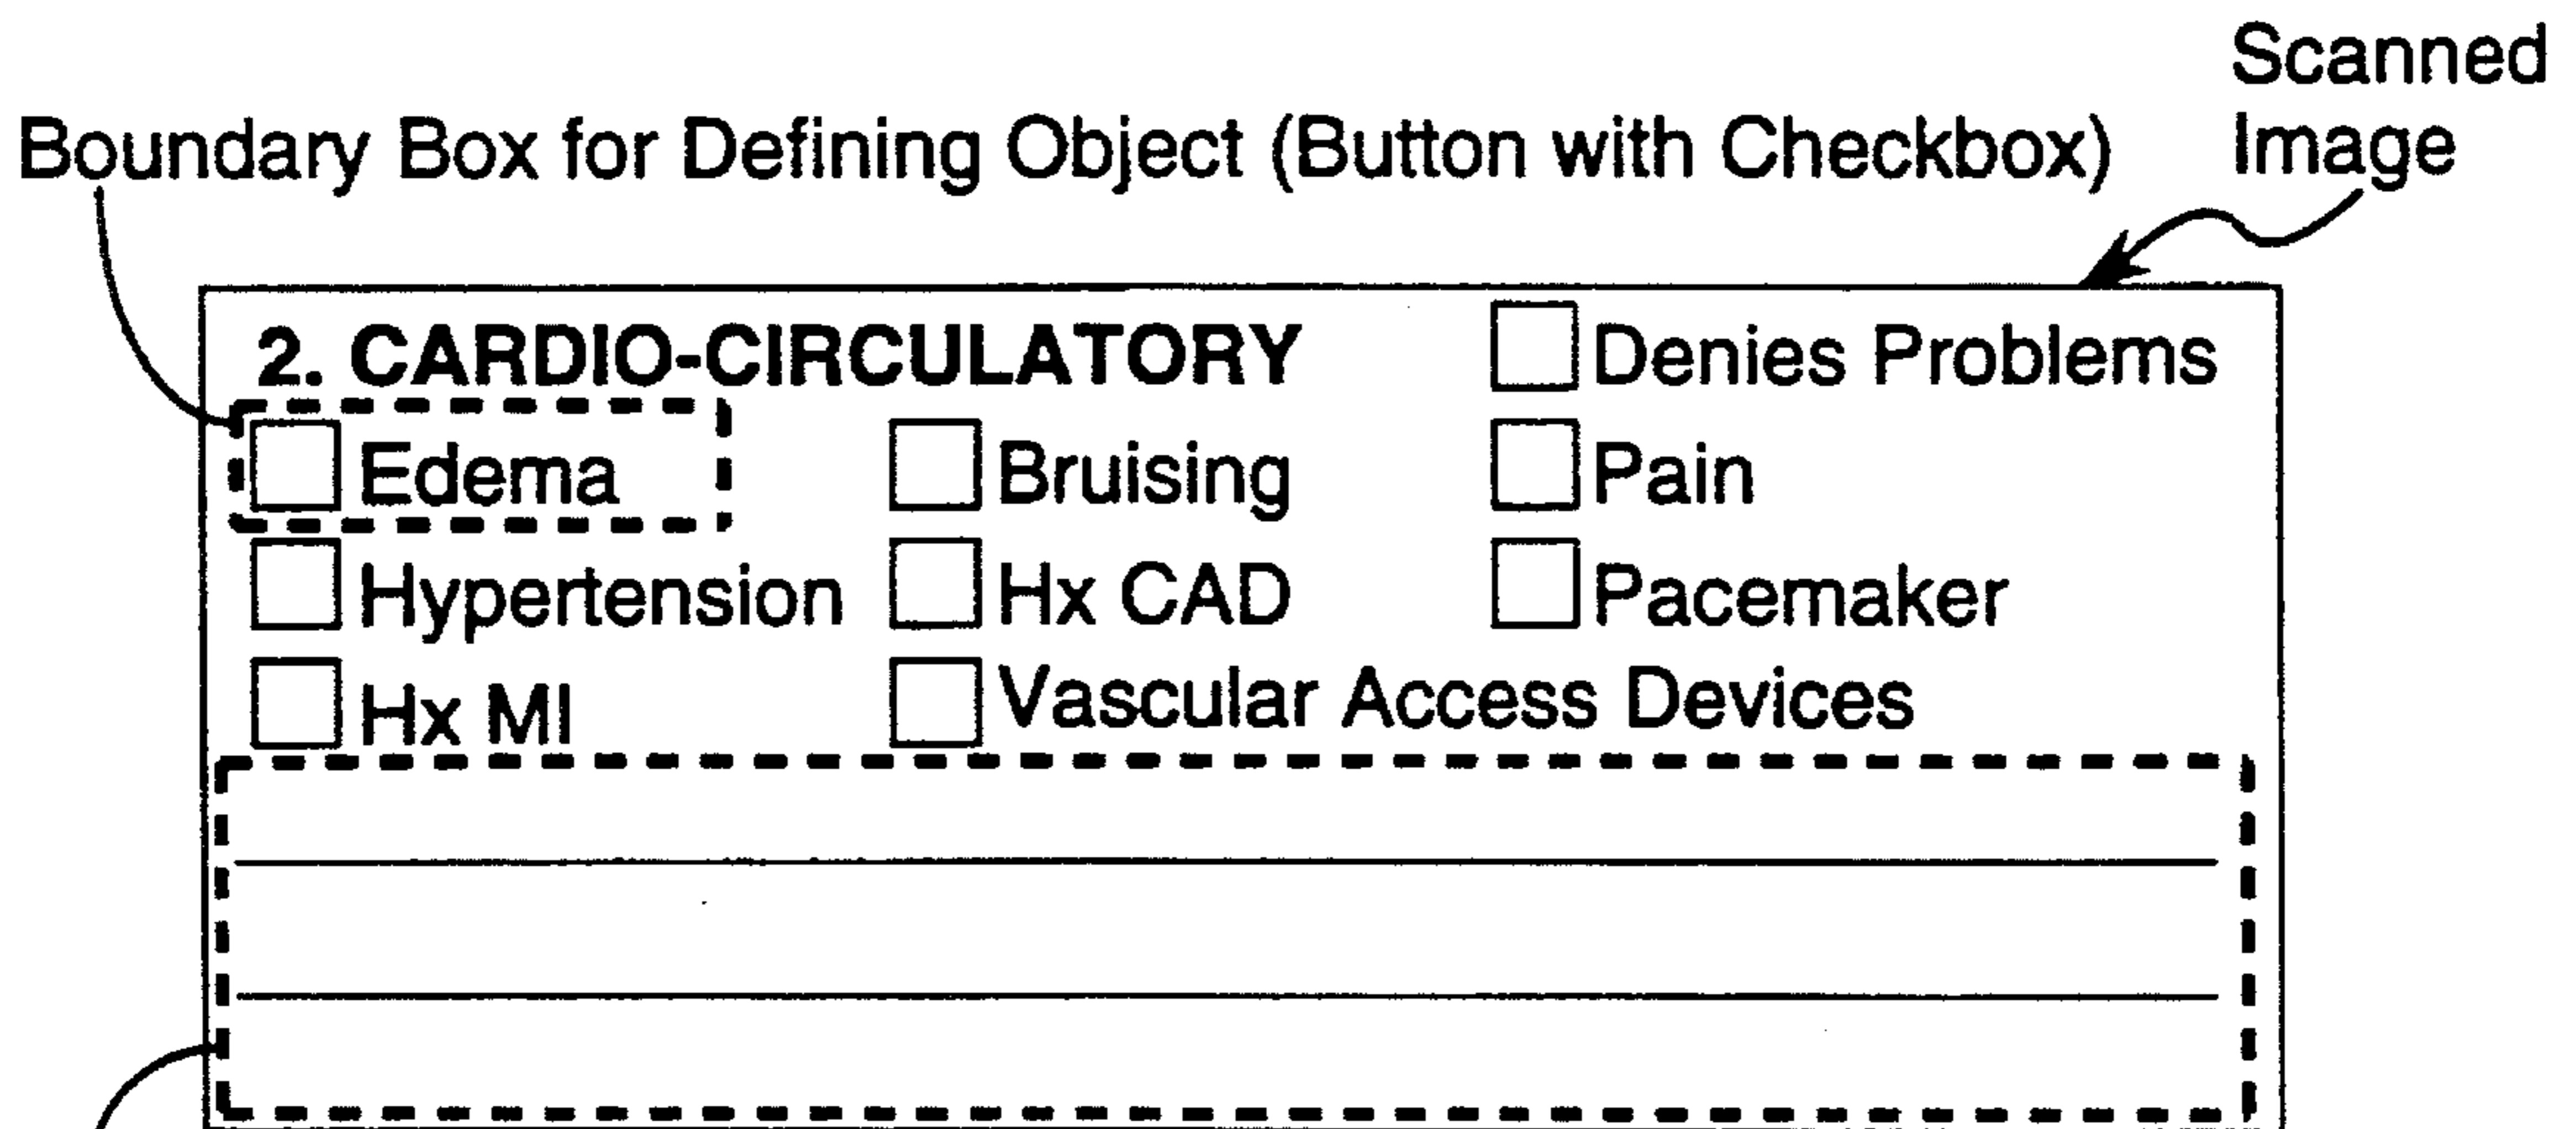 Scanned
Image
Boundary Box for Defining Object (Button with Checkbox)
2. CARDIO-CIRCULATORY Denies Problems
Edema Bruising Pain
Hypertension Hx CAD Pacemaker
Hx MI Vascular Access Devices